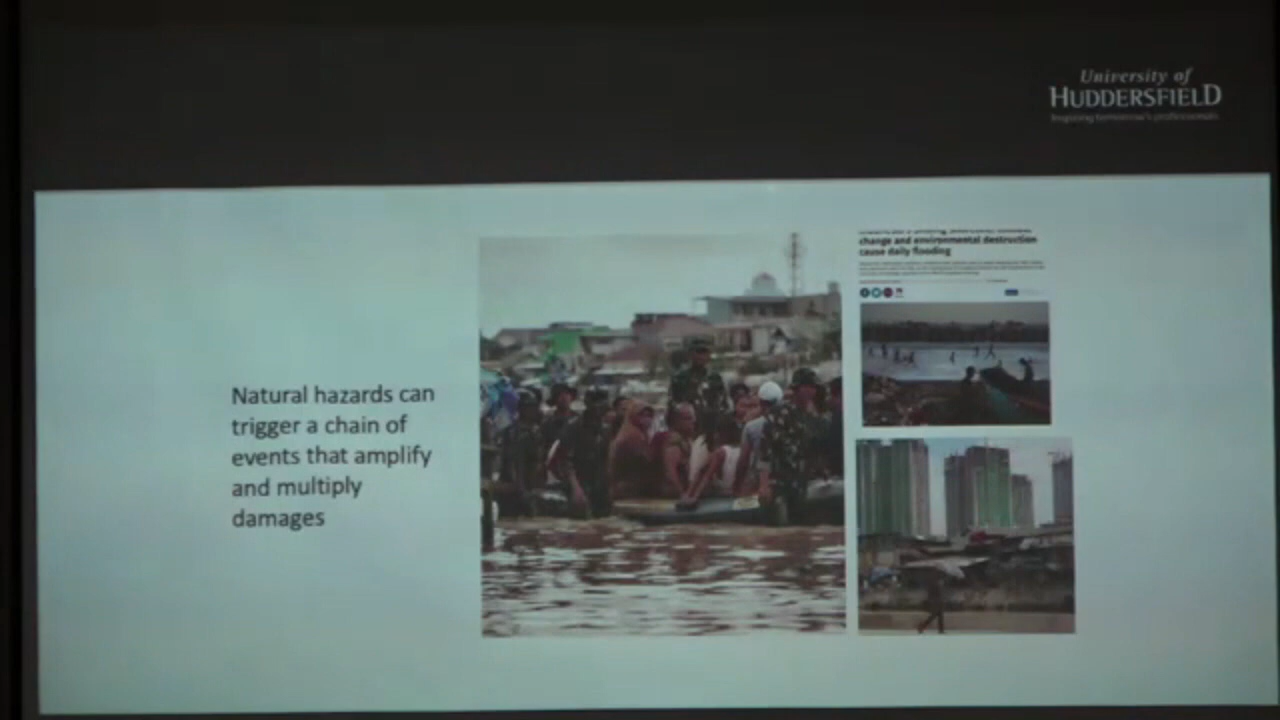 University of
HUDDERSFIELD
Inspiring tomorrow's professionals
change and environmental destruction
cause daily flooding
Natural hazards can
trigger a chain of
events that amplify
and multiply
damages